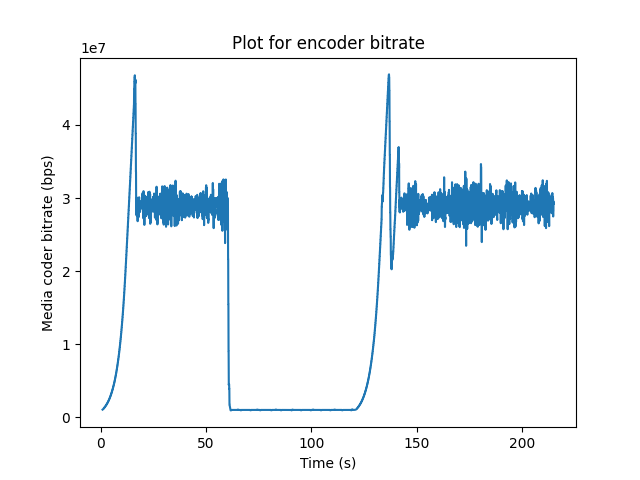 Plot for encoder bitrate
1e7
4
3
2
1
0
Media coder bitrate (bps)
0 50 100 150 200
Time (s)